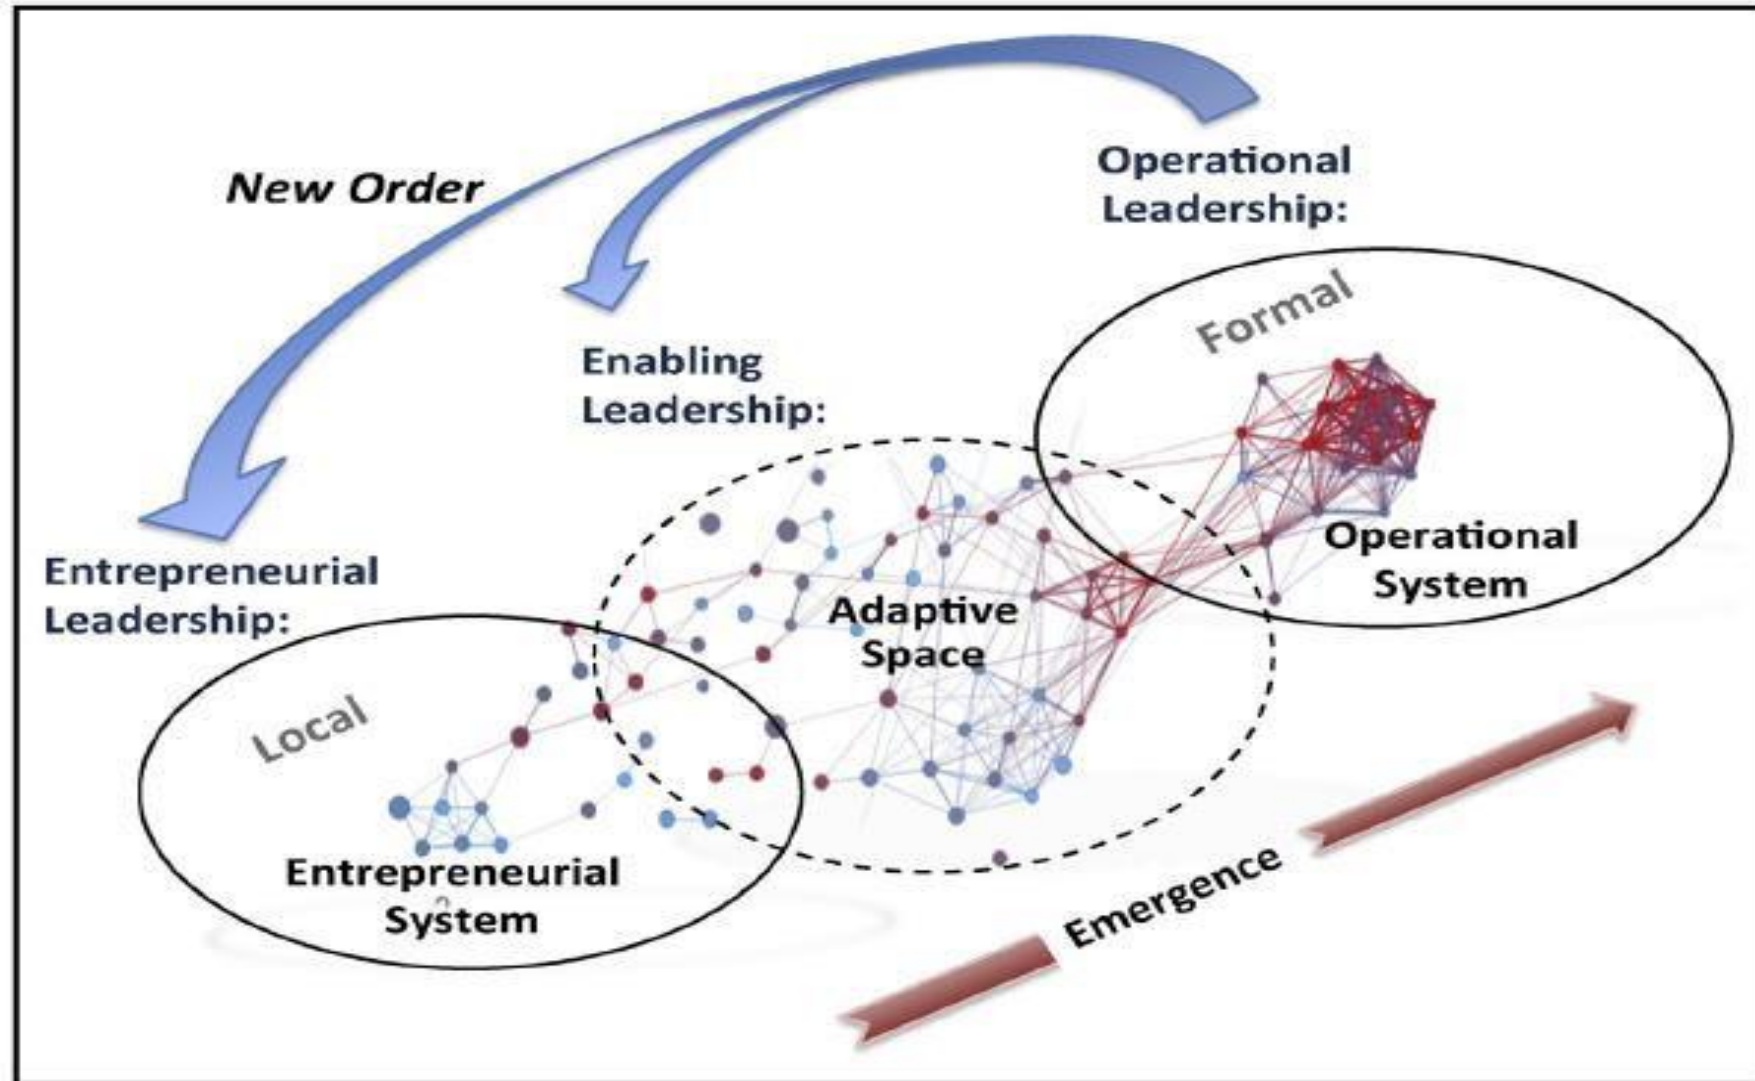 New Order
Operational
Leadership:
Formal
Enabling
Leadership:
Operational
System
Entrepreneurial
Leadership:
Adaptive
Space
Local
Entrepreneurial
System
Emergence